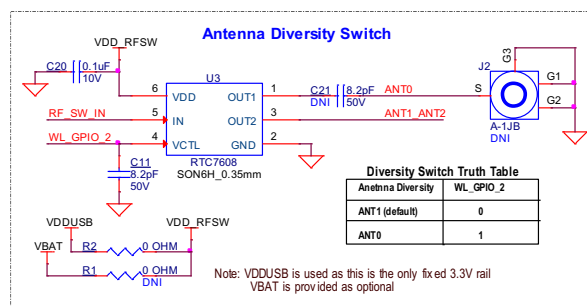 Antenna Diversity Switch
VDD_RFSW
C20
0.1uF
10V
U3
6
VDD
OUT1
1
5
IN
OUT2
3
4
VCTL
GND
2
RTC7608
SON6H_0.35mm
RF_SW_IN
WL_GPIO_2
C11
8.2pF
50V
C21
DNI
8.2pF
50V
ANT0
ANT1_ANT2
J2
S
G3
G1
G2
A-1JB
DNI
VDDUSB
VDD_RFSW
VBAT
R2
0 OHM
R1
0 OHM
DNI
Diversity Switch Truth Table
Anetnna Diversity WL_GPIO_2
ANT1 (default) 0
ANT0 1
Note: VDDUSB is used as this is the only fixed 3.3V rail
VBAT is provided as optional